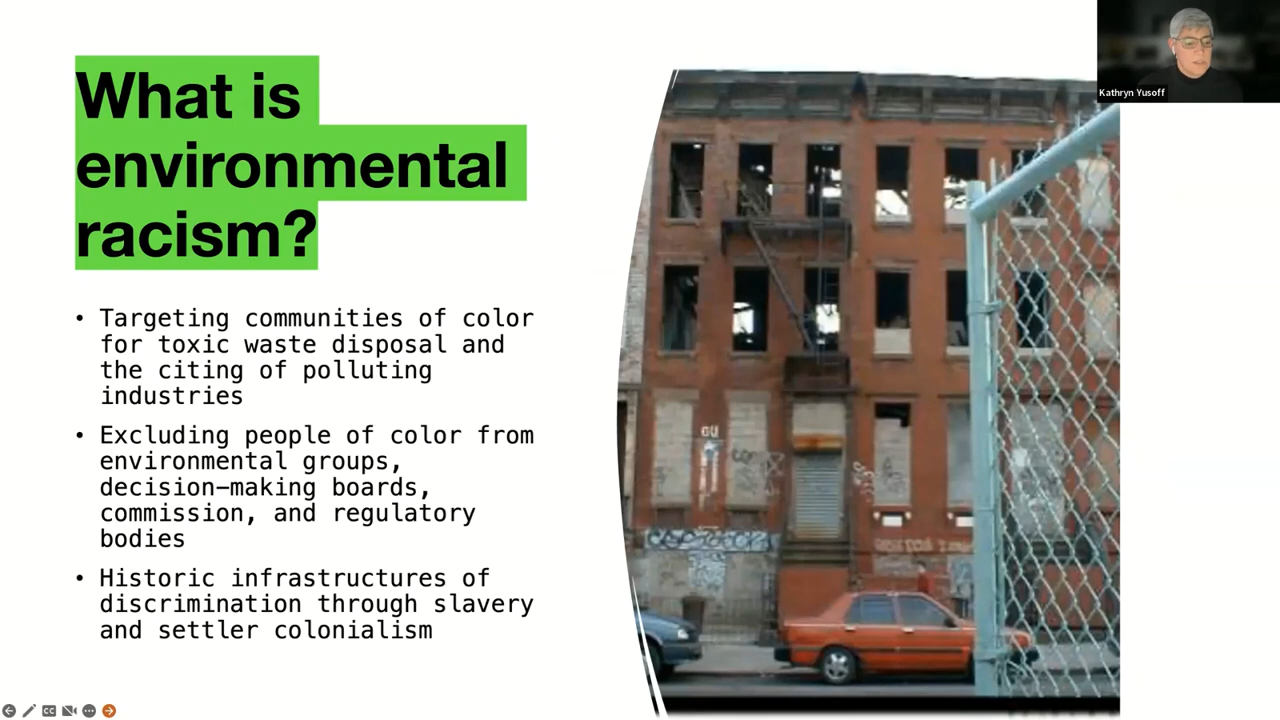 What is
environmental
racism?
• Targeting communities of color
for toxic waste disposal and
the citing of polluting
industries
• Excluding people of color from
environmental groups,
decision-making boards,
commission, and regulatory
bodies
• Historic infrastructures of
discrimination through slavery
and settler colonialism
Kathryn Yusoff
CC